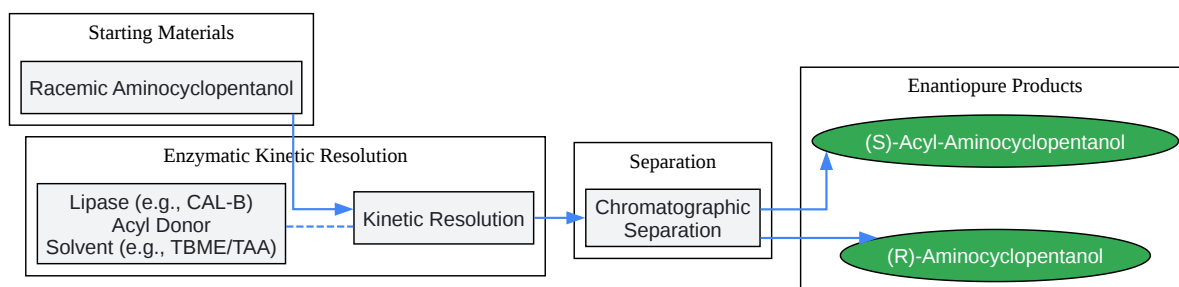 Starting Materials
Racemic Aminocyclopentanol
Enzymatic Kinetic Resolution
Lipase (e.g., CAL-B)
Acyl Donor
Solvent (e.g., TBME/TAA)
Kinetic Resolution
Separation
Chromatographic
Separation
Enantiopure Products
(S)-Acyl-Aminocyclopentanol
(R)-Aminocyclopentanol